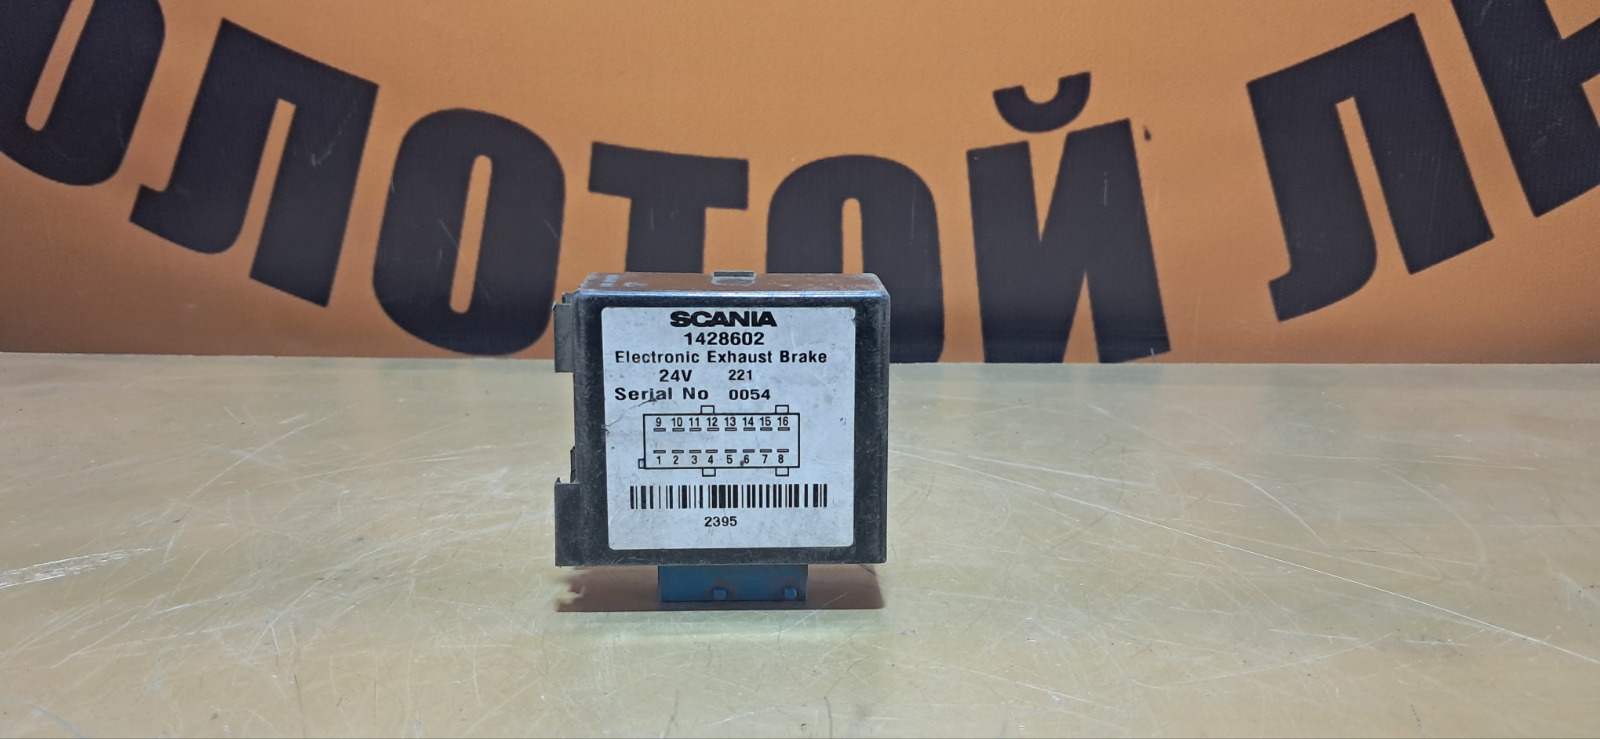 ОЛОТОЙ ЛЕ
SCANIA
1428602
Electronic Exhaust Brake
24V 221
Serial No 0054
9 10 11 12 13 14 15 16
1 2 3 4 5 6 7 8
2395